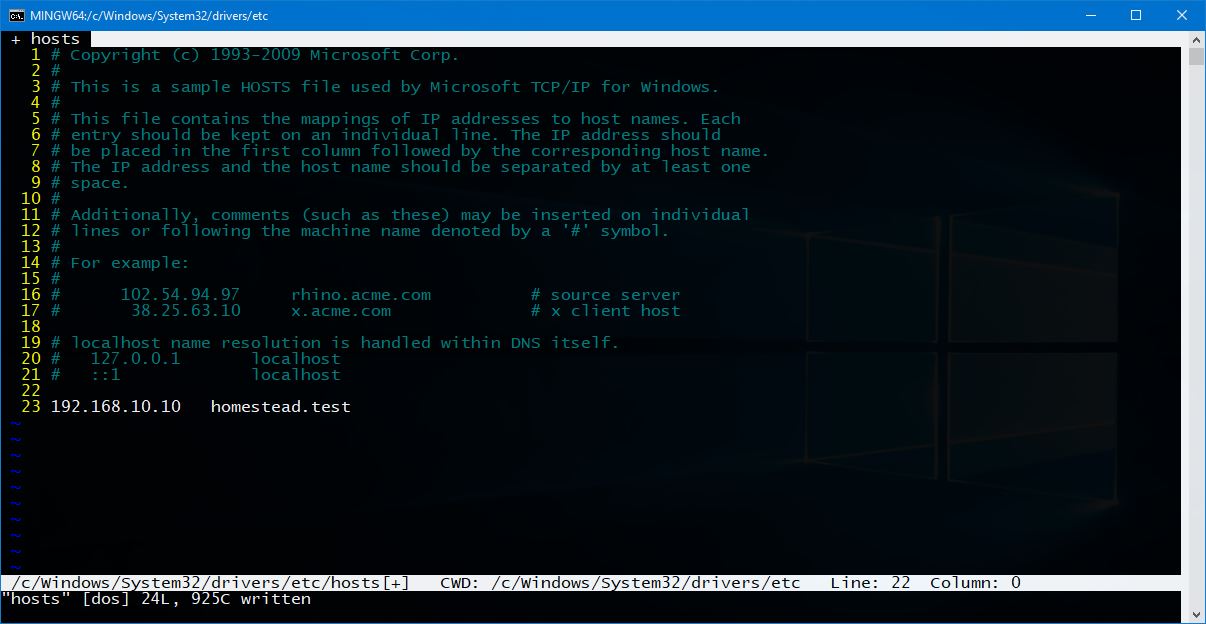 MINGW64:/c/Windows/System32/drivers/etc
+ hosts
1 # Copyright (c) 1993-2009 Microsoft Corp.
2 #
3 # This is a sample HOSTS file used by Microsoft TCP/IP for Windows.
4 #
5 # This file contains the mappings of IP addresses to host names. Each
6 # entry should be kept on an individual line. The IP address should
7 # be placed in the first column followed by the corresponding host name.
8 # The IP address and the host name should be separated by at least one
9 # space.
10 #
11 # Additionally, comments (such as these) may be inserted on individual
12 # lines or following the machine name denoted by a '#' symbol.
13 #
14 # For example:
15 #
16 #      102.54.94.97     rhino.acme.com          # source server
17 #       38.25.63.10     x.acme.com              # x client host
18
19 # localhost name resolution is handled within DNS itself.
20 #   127.0.0.1       localhost
21 #   ::1             localhost
22
23 192.168.10.10   homestead.test
~
~
~
~
~
~
~
~
~
~
/c/Windows/System32/drivers/etc/hosts[+]   CWD: /c/Windows/System32/drivers/etc   Line: 22  Column: 0
"hosts" [dos] 24L, 925C written